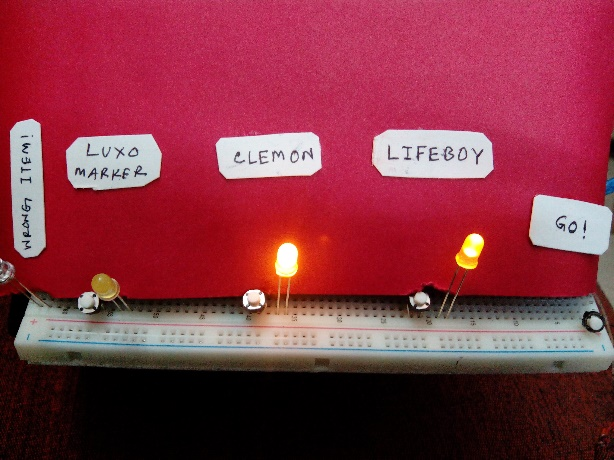 WRONG ITEM!
LUXO
MARKER
CLEMON
LIFEBOY
GO!